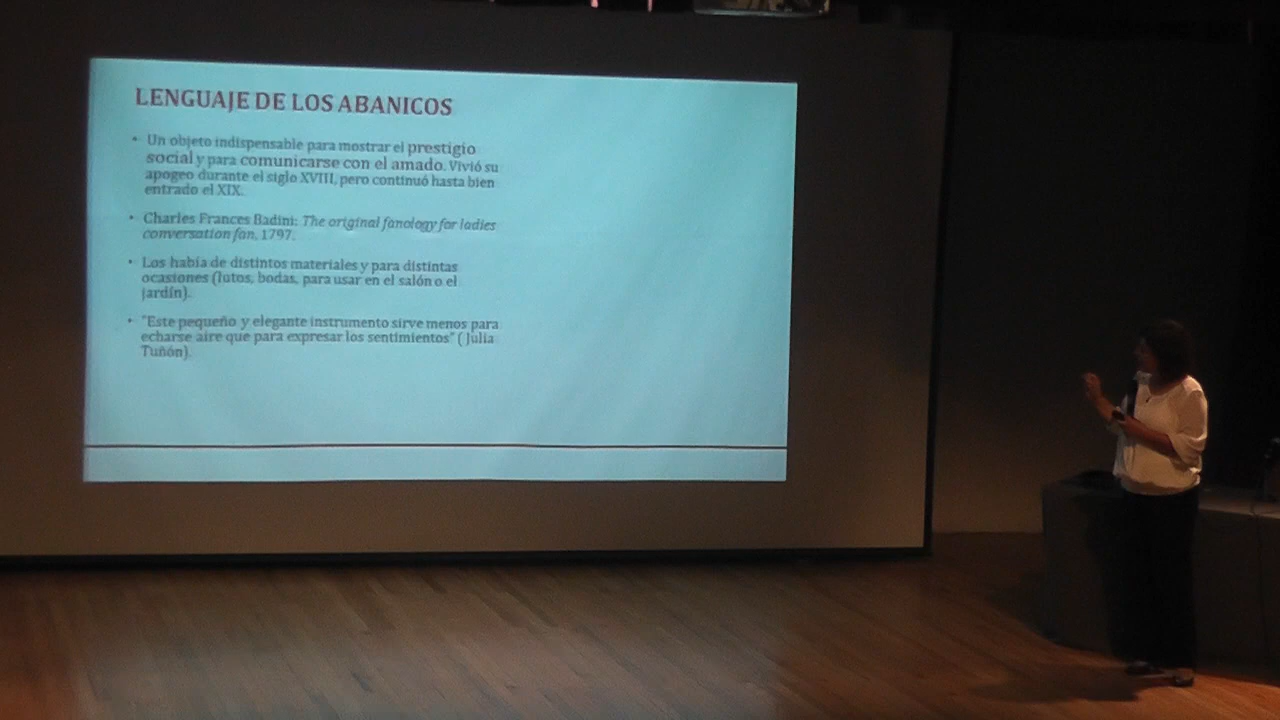 LENGUAJE DE LOS ABANICOS
• Un objeto indispensable para mostrar el prestigio
social y para comunicarse con el amado. Vivió su
apogeo durante el siglo XVIII, pero continuó hasta bien
entrado el XIX.
• Charles Frances Badini: The original fanology for ladies
conversation fan, 1797.
• Los había de distintos materiales y para distintas
ocasiones (lutos, bodas, para usar en el salón o el
jardín).
• "Este pequeño y elegante instrumento sirve menos para
echarse aire que para expresar los sentimientos" ( Julia
Tuñón).